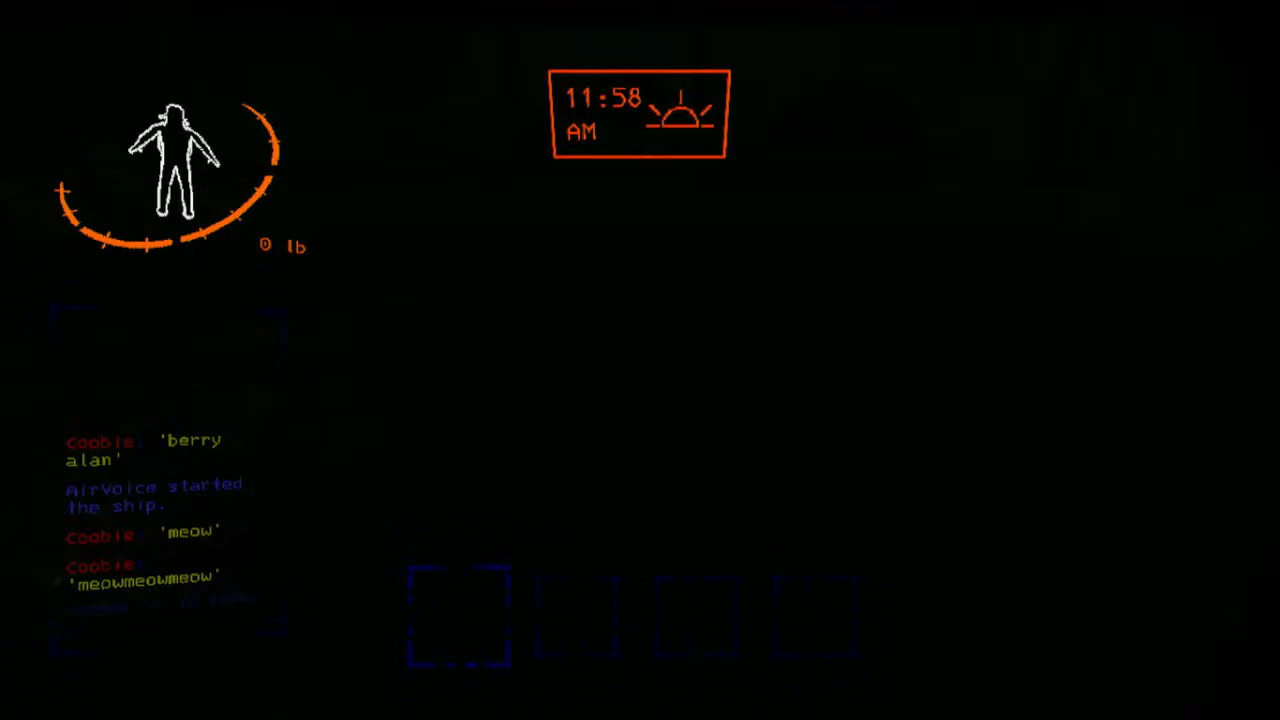 11:58
AM
0 lb
Coobie: 'berry
alan'
AirVoice started
the ship.
Coobie: 'meow'
Coobie:
'meowmeowmeow'